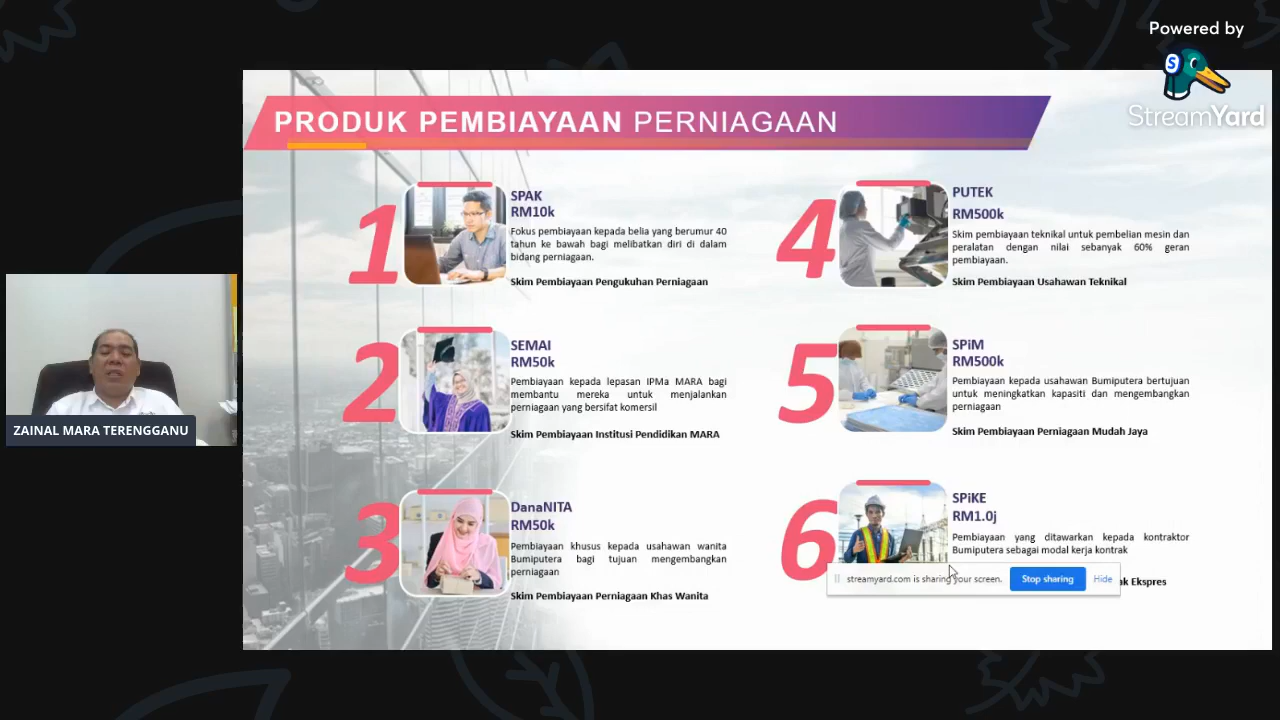 Powered by
StreamYard
PRODUK PEMBIAYAAN PERNIAGAAN
1
SPAK
RM10k
Fokus pembiayaan kepada belia yang berumur 40
tahun ke bawah bagi melibatkan diri di dalam
bidang perniagaan.
Skim Pembiayaan Pengukuhan Perniagaan
2
SEMAI
RM50k
Pembiayaan kepada lepasan IPMa MARA bagi
membantu mereka untuk menjalankan
perniagaan yang bersifat komersil
Skim Pembiayaan Institusi Pendidikan MARA
3
DanaNITA
RM50k
Pembiayaan khusus kepada usahawan wanita
Bumiputera bagi tujuan mengembangkan
perniagaan
Skim Pembiayaan Perniagaan Khas Wanita
4
PUTEK
RM500k
Skim pembiayaan teknikal untuk pembelian mesin dan
peralatan dengan nilai sebanyak 60% geran
pembiayaan.
Skim Pembiayaan Usahawan Teknikal
5
SPiM
RM500k
Pembiayaan kepada usahawan Bumiputera bertujuan
untuk meningkatkan kapasiti dan mengembangkan
perniagaan
Skim Pembiayaan Perniagaan Mudah Jaya
6
SPiKE
RM1.0j
Pembiayaan yang ditawarkan kepada kontraktor
Bumiputera sebagai modal kerja kontrak
Ekspres
streamyard.com is sharing your screen.
Stop sharing
Hide
ZAINAL MARA TERENGGANU